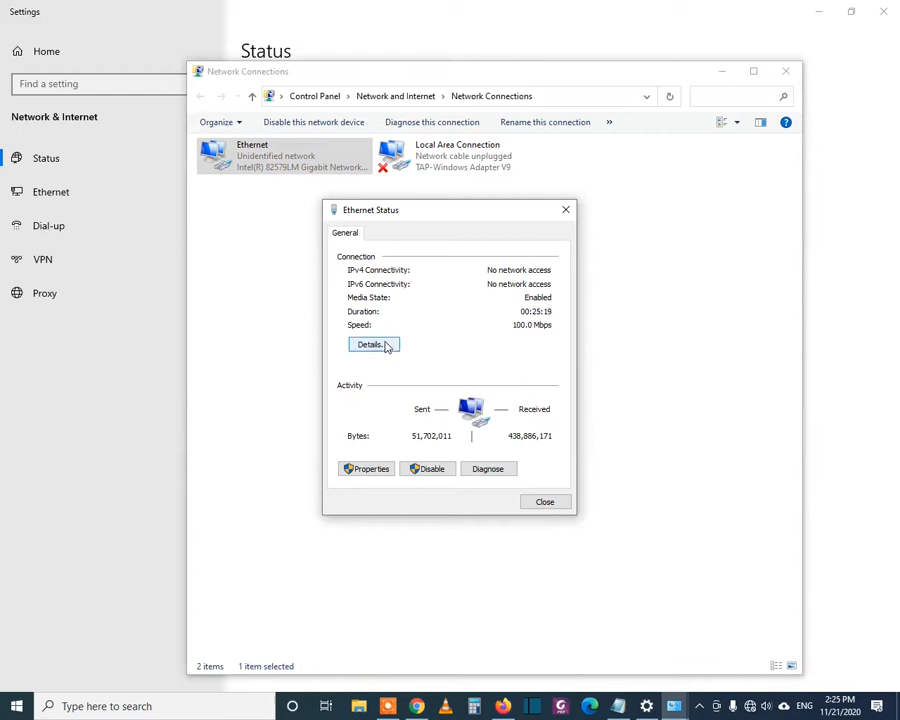 Settings
Home
Find a setting
Network & Internet
Status
Ethernet
Dial-up
VPN
Proxy
Status
Network Connections
Control Panel > Network and Internet > Network Connections
Organize
Disable this network device
Diagnose this connection
Rename this connection
»
Ethernet
Unidentified network
Intel(R) 82579LM Gigabit Network...
Local Area Connection
Network cable unplugged
TAP-Windows Adapter V9
Ethernet Status
General
Connection
IPv4 Connectivity: No network access
IPv6 Connectivity: No network access
Media State: Enabled
Duration: 00:25:19
Speed: 100.0 Mbps
Details...
Activity
Sent — — Received
Bytes: 51,702,011 | 438,886,171
Properties
Disable
Diagnose
Close
2 items 1 item selected
Type here to search
ENG
2:25 PM
11/21/2020